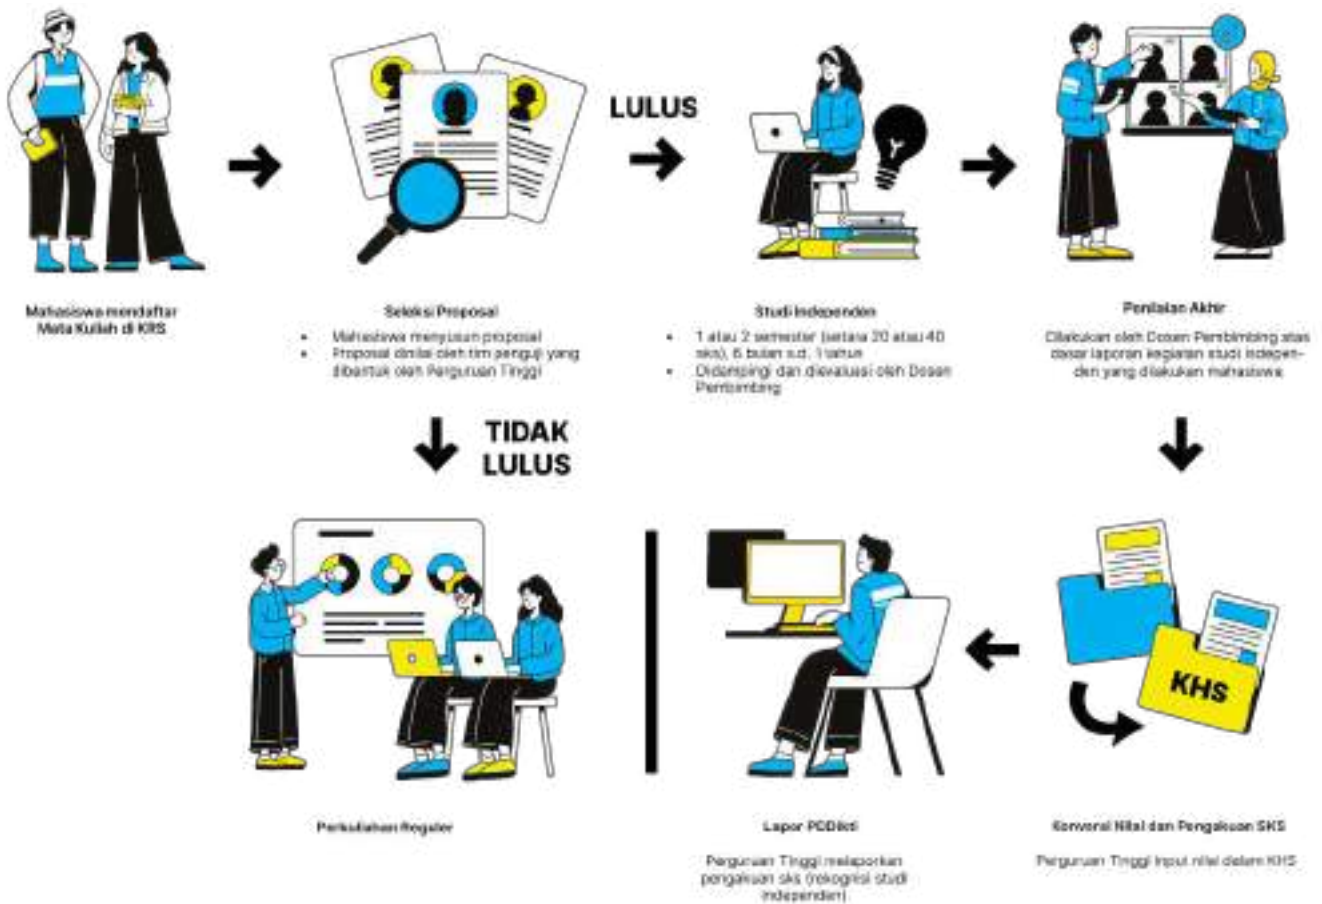 LULUS
Mahasiswa mendaftar
Mata Kuliah di KRS
Seleksi Proposal
• Mahasiswa menyusun proposal
• Proposal dinilai oleh tim penguji yang
dibentuk oleh Perguruan Tinggi
Studi Independen
• 1 atau 2 semester (setara 20 atau 40
sks), 6 bulan s.d. 1 tahun
• Didampingi dan dievaluasi oleh Dosen
Pembimbing
Penilaian Akhir
Dilakukan oleh Dosen Pembimbing atas
dasar laporan kegiatan studi indepen-
den yang dilakukan mahasiswa
TIDAK
LULUS
KHS
Perkuliahan Reguler
Lapor PDDikti
Perguruan Tinggi melaporkan
pengakuan sks (rekognisi studi
independen).
Konversi Nilai dan Pengakuan SKS
Perguruan Tinggi input nilai dalam KHS